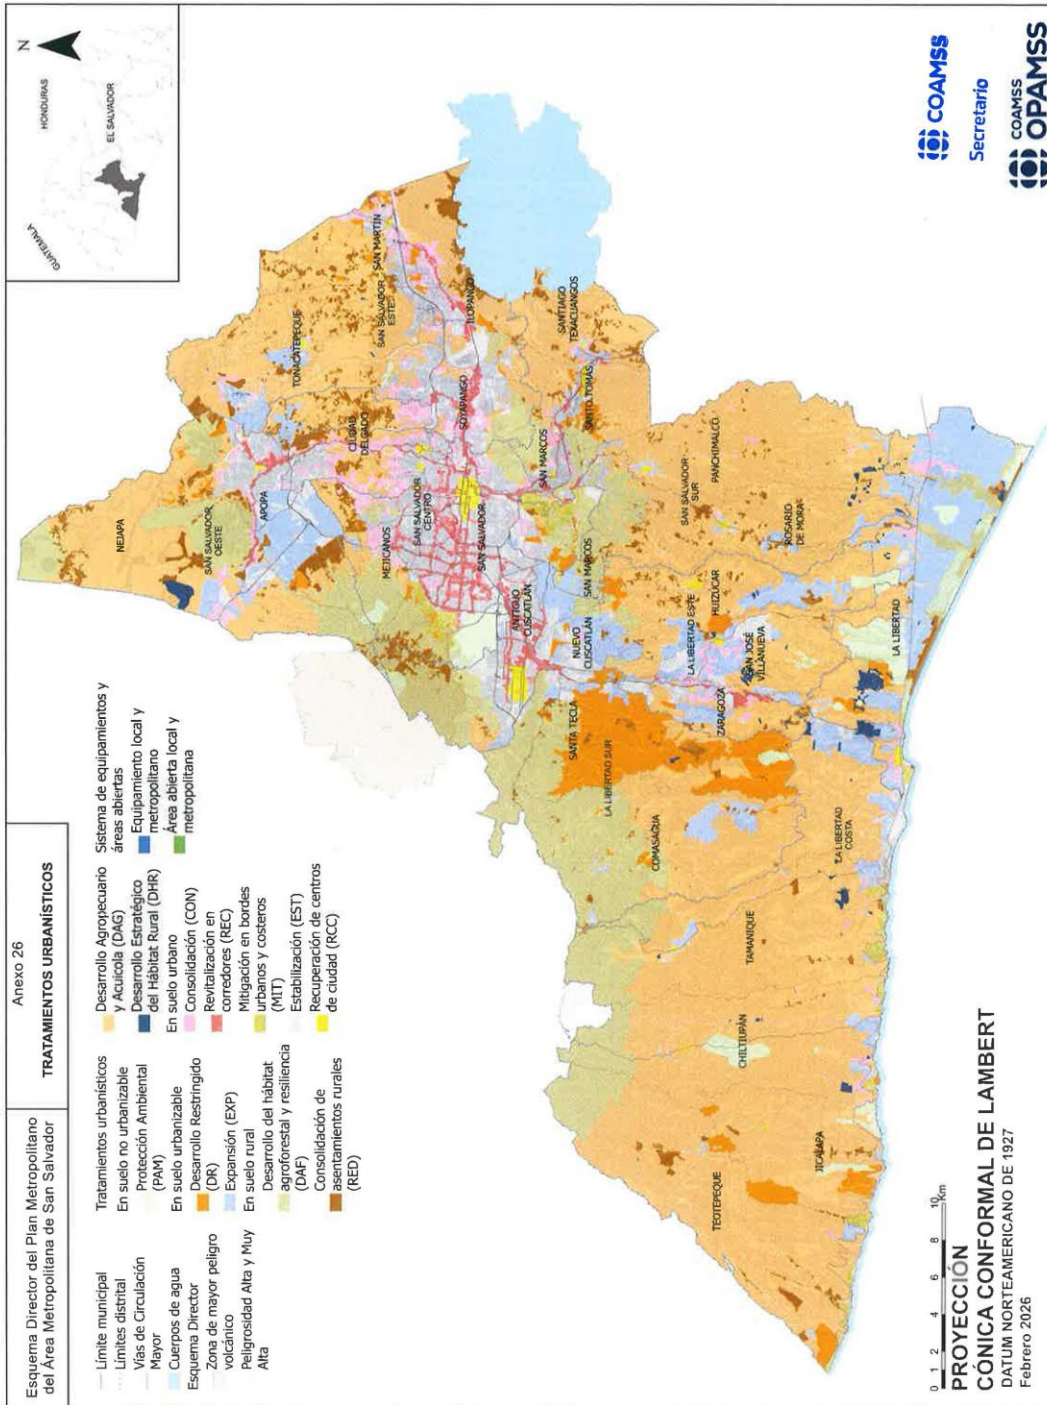 Esquema Director del Plan Metropolitano
del Área Metropolitana de San Salvador
Anexo 26
TRATAMIENTOS URBANÍSTICOS
Límite municipal
Límites distrital
Vías de Circulación
Mayor
Cuerpos de agua
Esquema Director
Zona de mayor peligro
volcánico
Peligrosidad Alta y Muy
Alta
Tratamientos urbanísticos
En suelo no urbanizable
Protección Ambiental
(PAM)
En suelo urbanizable
Desarrollo Restringido
(DR)
Expansión (EXP)
En suelo rural
Desarrollo del hábitat
agroforestal y resiliencia
(DAF)
Consolidación de
asentamientos rurales
(RED)
Desarrollo Agropecuario
y Acuícola (DAG)
Desarrollo Estratégico
del Hábitat Rural (DHR)
En suelo urbano
Consolidación (CON)
Revitalización en
corredores (REC)
Mitigación en bordes
urbanos y costeros
(MIT)
Estabilización (EST)
Recuperación de centros
de ciudad (RCC)
Sistema de equipamientos y
áreas abiertas
Equipamiento local y
metropolitano
Área abierta local y
metropolitana
GUATEMALA
HONDURAS
EL SALVADOR
N
NEJAPA
SAN SALVADOR
OESTE
APOPA
TONACATEPEQUE
CIUDAD
DELGADO
SAN SALVADOR
ESTE
SAN MARTÍN
MEJICANOS
SAN SALVADOR
CENTRO
SOYAPANGO
ILOPANGO
SAN SALVADOR
ANTIGUO
CUSCATLÁN
SAN MARCOS
SANTO TOMÁS
SANTIAGO
TEXACUANGOS
SANTA TECLA
NUEVO
CUSCATLÁN
SAN MARCOS
LA LIBERTAD SUR
LA LIBERTAD ESTE
SAN SALVADOR
SUR
COMASAGUA
ZARAGOZA
HUIZÚCAR
PANCHIMALCO
SAN JOSÉ
VILLANUEVA
ROSARIO
DE MORA
TAMANIQUE
CHILTIUPÁN
TEOTEPEQUE
JICALAPA
LA LIBERTAD
COSTA
LA LIBERTAD
0 1 2 4 6 8 10
Km
PROYECCIÓN
CÓNICA CONFORMAL DE LAMBERT
DATUM NORTEAMERICANO DE 1927
Febrero 2026
COAMSS
Secretario
COAMSS
OPAMSS